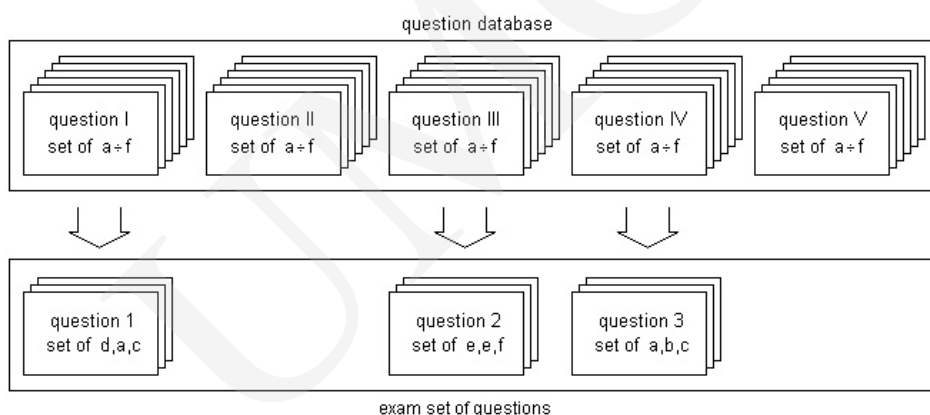 question database
question I
set of a÷f
question II
set of a÷f
question III
set of a÷f
question IV
set of a÷f
question V
set of a÷f
question 1
set of d,a,c
question 2
set of e,e,f
question 3
set of a,b,c
exam set of questions